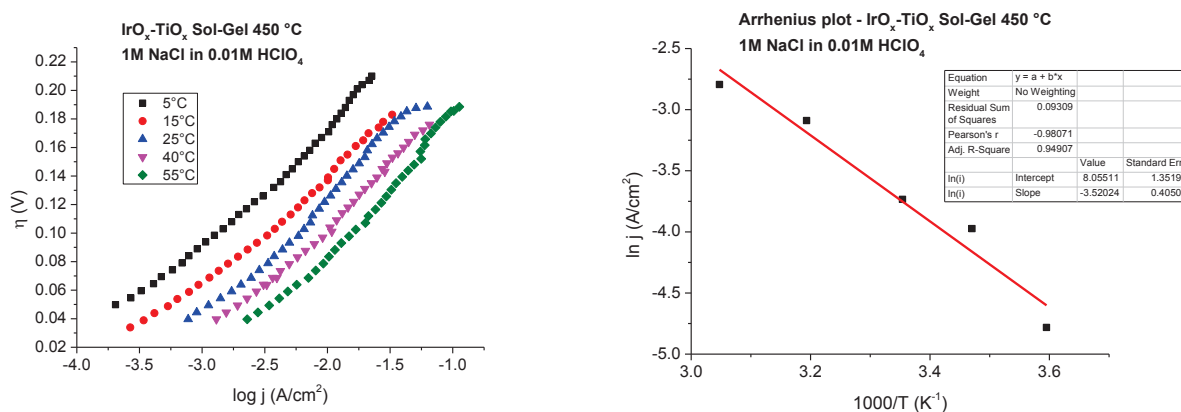 IrOₓ-TiOₓ Sol-Gel 450 °C
1M NaCl in 0.01M HClO₄
0.22
0.20
0.18
0.16
0.14
0.12
0.10
0.08
0.06
0.04
0.02
η (V)
5°C
15°C
25°C
40°C
55°C
-4.0 -3.5 -3.0 -2.5 -2.0 -1.5 -1.0 -0.5
log j (A/cm²)
Arrhenius plot - IrOₓ-TiOₓ Sol-Gel 450 °C
1M NaCl in 0.01M HClO₄
-2.5
-3.0
-3.5
-4.0
-4.5
-5.0
ln j (A/cm²)
Equation y = a + b*x
Weight No Weighting
Residual Sum of Squares 0.09309
Pearson's r -0.98071
Adj. R-Square 0.94907
Value Standard Err
ln(i) Intercept 8.05511 1.3519
ln(i) Slope -3.52024 0.4050
3.0 3.2 3.4 3.6
1000/T (K⁻¹)